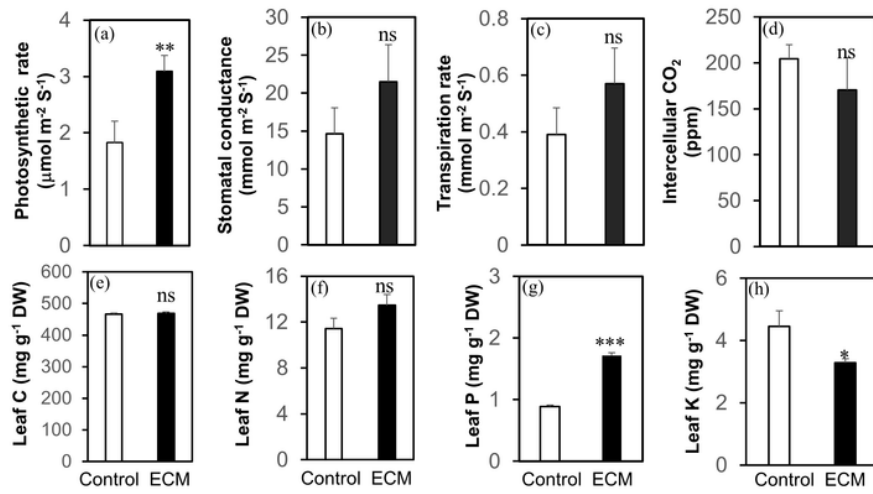 (a)
**
Photosynthetic rate
(μmol m⁻² S⁻¹)
4
3
2
1
0
(b)
ns
Stomatal conductance
(mmol m⁻² S⁻¹)
30
25
20
15
10
5
0
(c)
ns
Transpiration rate
(mmol m⁻² S⁻¹)
0.8
0.6
0.4
0.2
0
(d)
ns
Intercellular CO₂
(ppm)
250
200
150
100
50
0
(e)
ns
Leaf C (mg g⁻¹ DW)
600
500
400
300
200
100
0
Control ECM
(f)
ns
Leaf N (mg g⁻¹ DW)
16
12
8
4
0
Control ECM
(g)
***
Leaf P (mg g⁻¹ DW)
3
2
1
0
Control ECM
(h)
*
Leaf K (mg g⁻¹ DW)
6
4
2
0
Control ECM